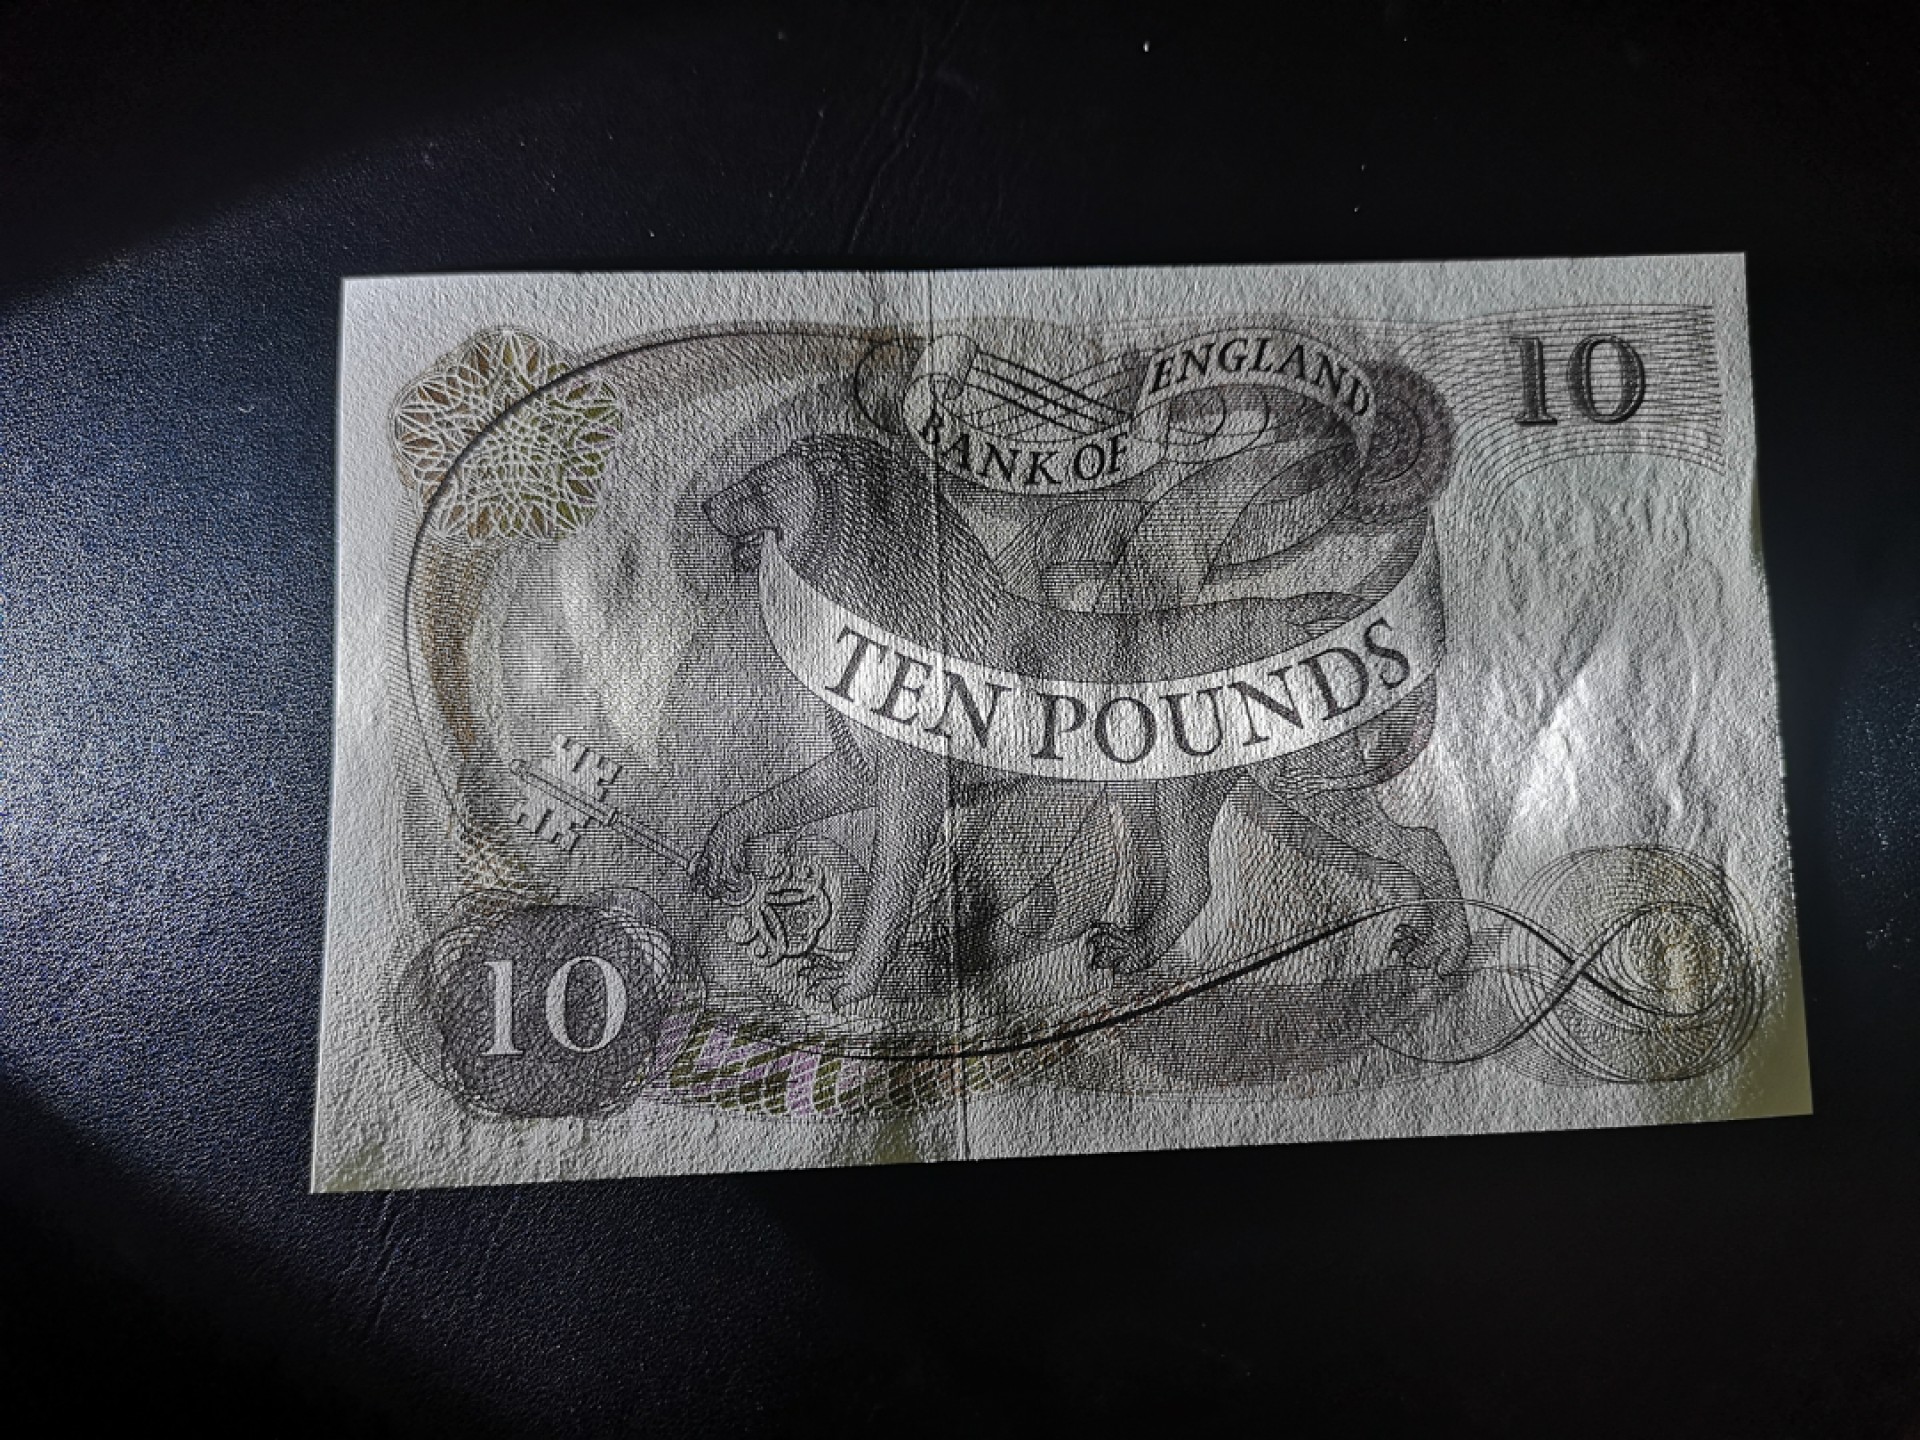 BANK OF ENGLAND
10
TEN POUNDS
10